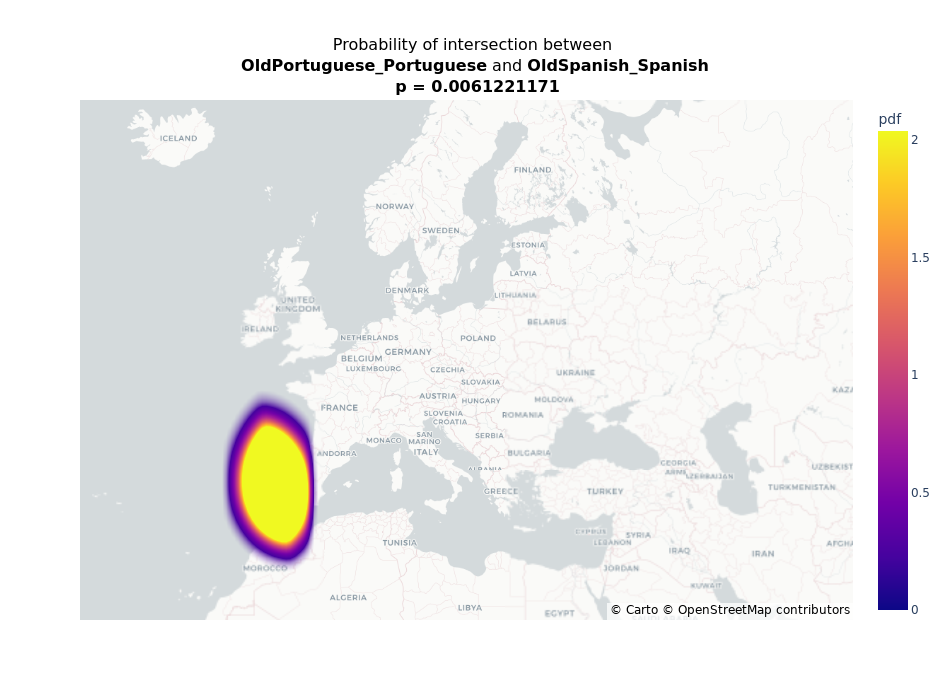 Probability of intersection between
OldPortuguese_Portuguese and OldSpanish_Spanish
p = 0.0061221171
pdf
2
1.5
1
0.5
0
ICELAND
FINLAND
NORWAY
SWEDEN
ESTONIA
LATVIA
LITHUANIA
DENMARK
UNITED
KINGDOM
IRELAND
BELARUS
NETHERLANDS
POLAND
GERMANY
BELGIUM
LUXEMBOURG
CZECHIA
UKRAINE
SLOVAKIA
AUSTRIA
HUNGARY
MOLDOVA
KAZA
FRANCE
SLOVENIA
CROATIA
ROMANIA
SAN
MARINO
MONACO
SERBIA
ITALY
ANDORRA
BULGARIA
ALBANIA
GEORGIA
UZBEKIST
TURKMENISTAN
GREECE
TURKEY
CYPRUS
SYRIA
LEBANON
TUNISIA
IRAQ
IRAN
AFGHA
MOROCCO
JORDAN
KUWAIT
ALGERIA
LIBYA
EGYPT
© Carto © OpenStreetMap contributors